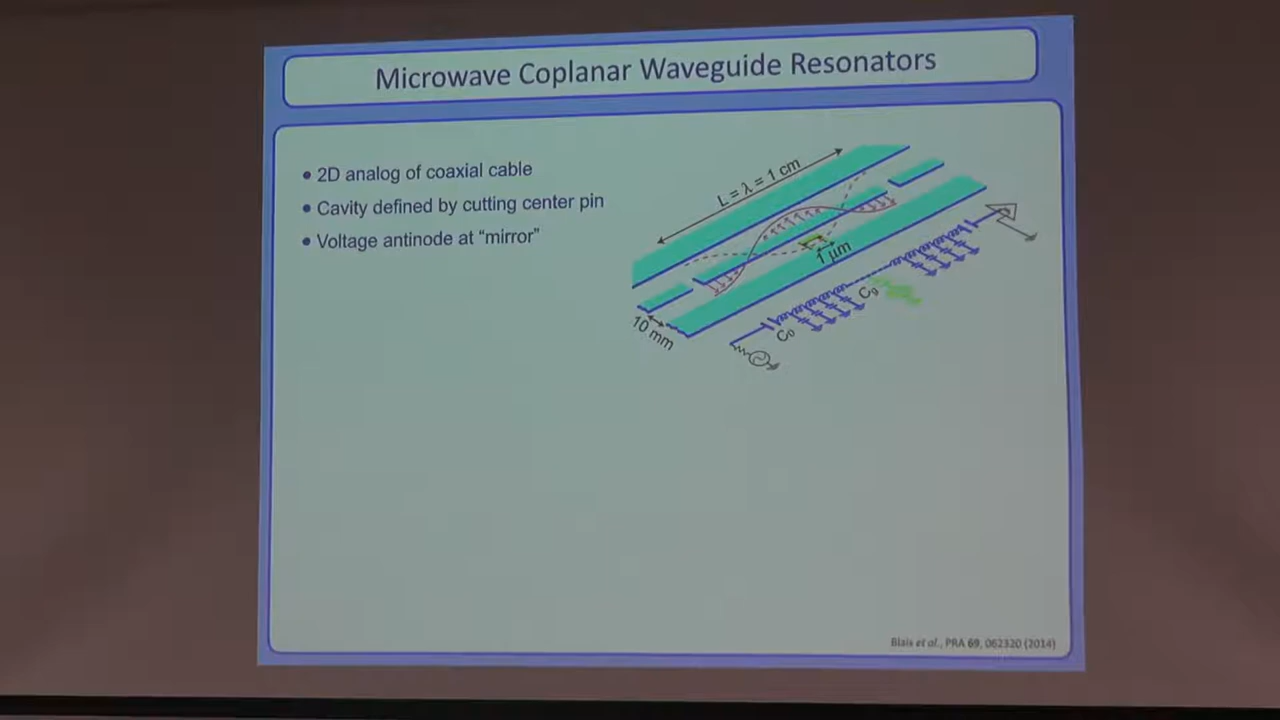 Microwave Coplanar Waveguide Resonators
• 2D analog of coaxial cable
• Cavity defined by cutting center pin
• Voltage antinode at “mirror”
L = λ = 1 cm
1 µm
10 mm
Cg
C0
Blais et al., PRA 69, 062320 (2014)